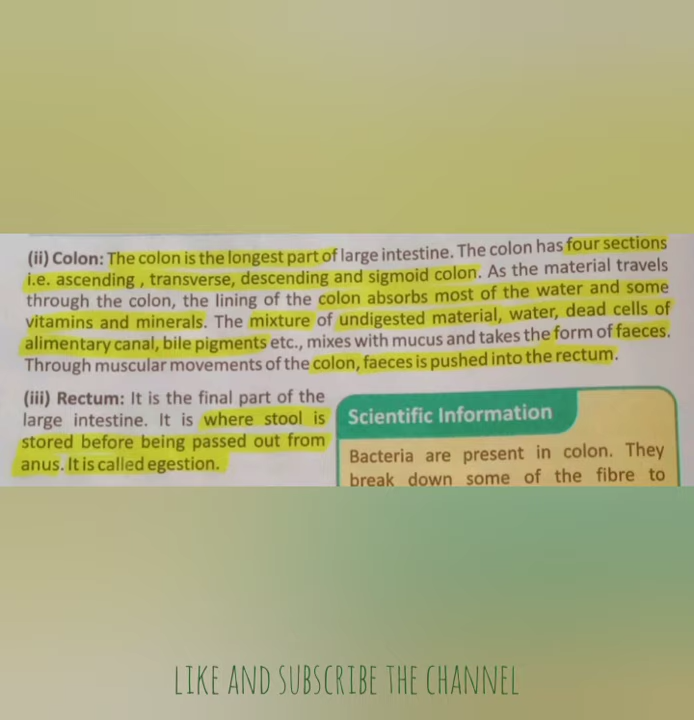 (ii) Colon: The colon is the longest part of large intestine. The colon has four sections
i.e. ascending , transverse, descending and sigmoid colon. As the material travels
through the colon, the lining of the colon absorbs most of the water and some
vitamins and minerals. The mixture of undigested material, water, dead cells of
alimentary canal, bile pigments etc., mixes with mucus and takes the form of faeces.
Through muscular movements of the colon, faeces is pushed into the rectum.
(iii) Rectum: It is the final part of the
large intestine. It is where stool is
stored before being passed out from
anus. It is called egestion.
Scientific Information
Bacteria are present in colon. They
break down some of the fibre to
LIKE AND SUBSCRIBE THE CHANNEL